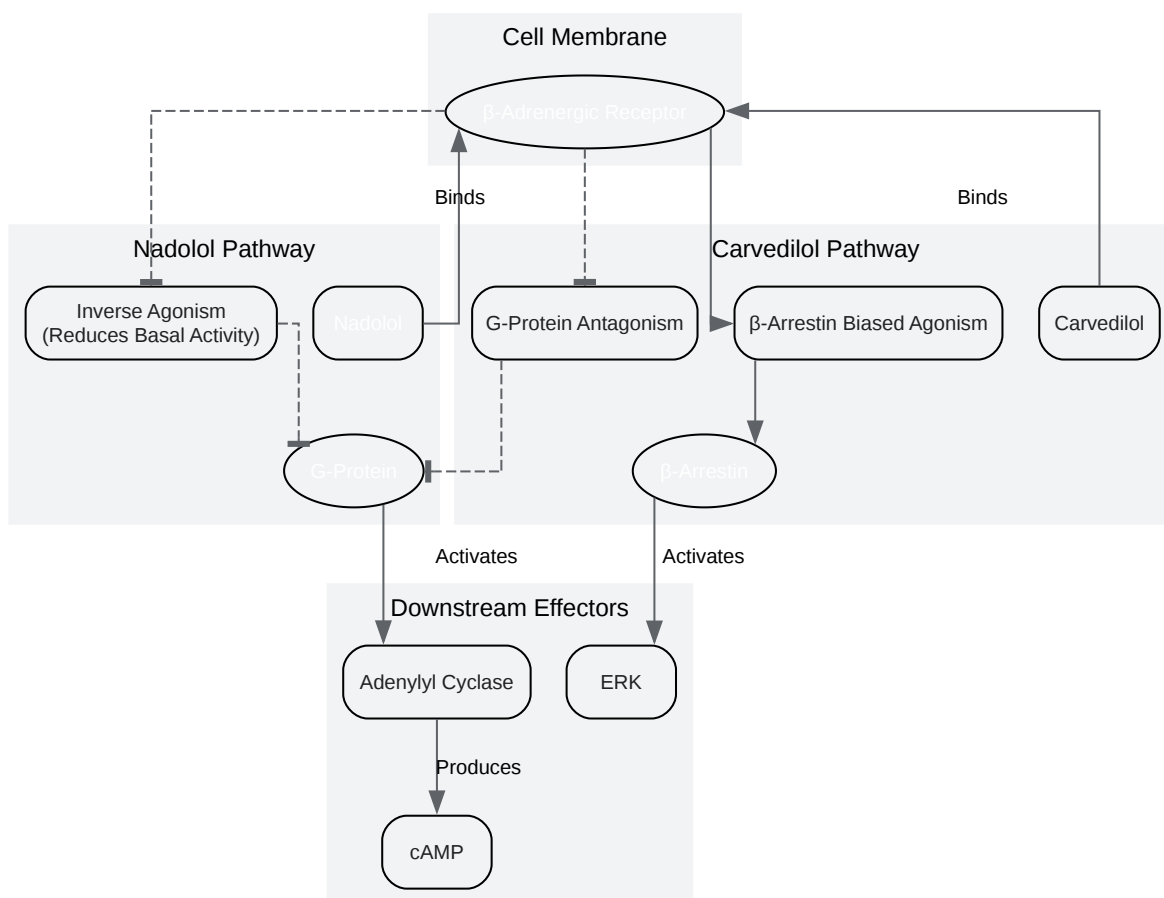 Cell Membrane
β-Adrenergic Receptor
Binds
Binds
Nadolol Pathway
Carvedilol Pathway
Inverse Agonism
(Reduces Basal Activity)
Nadolol
G-Protein Antagonism
β-Arrestin Biased Agonism
Carvedilol
G-Protein
β-Arrestin
Activates
Activates
Downstream Effectors
Adenylyl Cyclase
ERK
Produces
cAMP